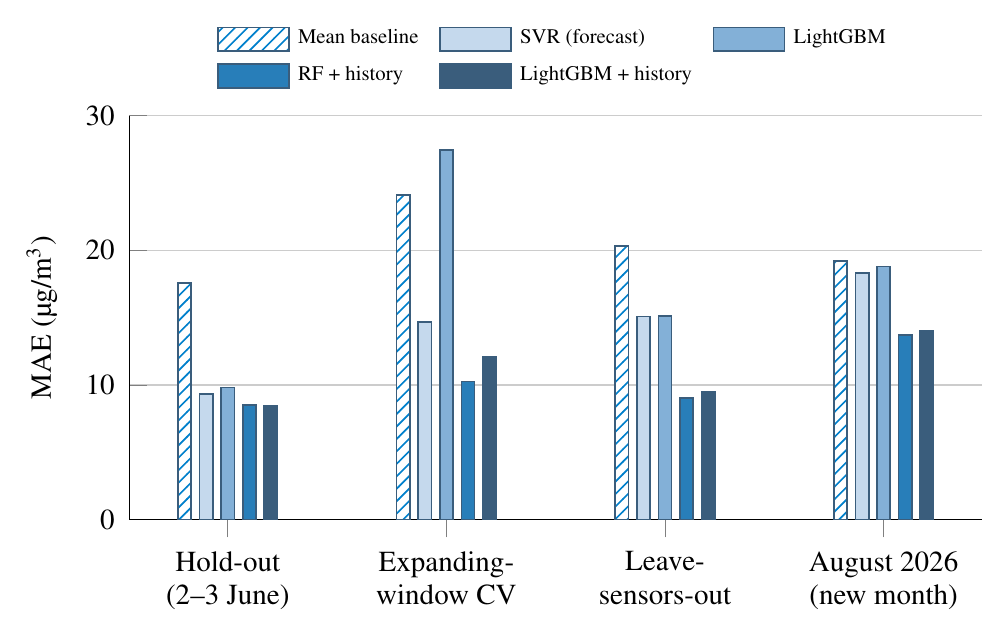 Mean baseline
SVR (forecast)
LightGBM
RF + history
LightGBM + history
30
20
10
0
MAE (µg/m³)
Hold-out
(2–3 June)
Expanding-
window CV
Leave-
sensors-out
August 2026
(new month)